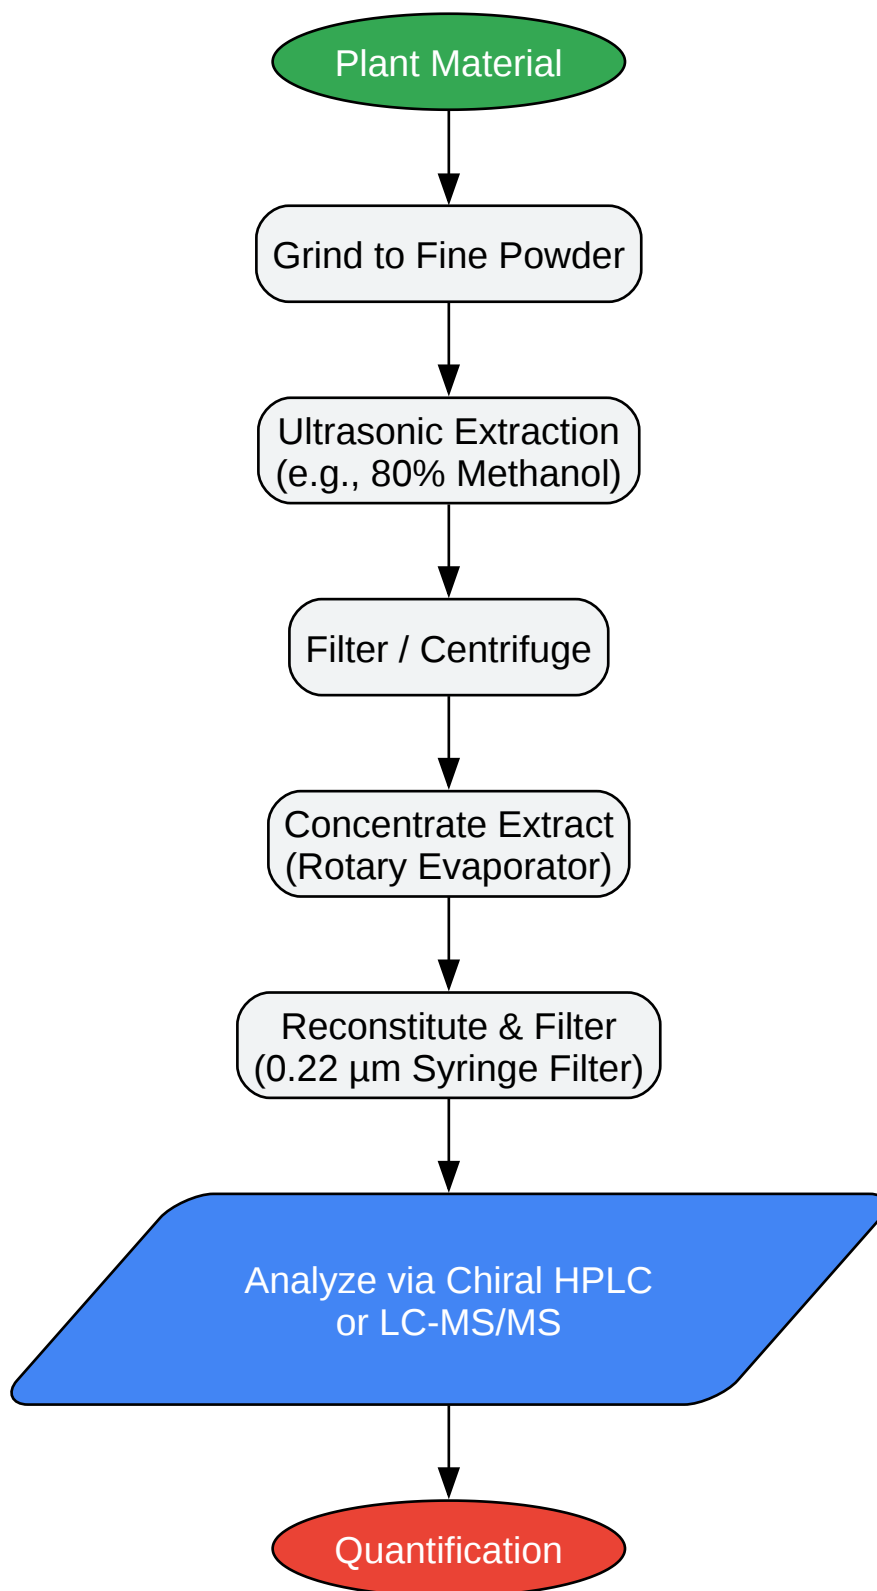 Plant Material
Grind to Fine Powder
Ultrasonic Extraction
(e.g., 80% Methanol)
Filter / Centrifuge
Concentrate Extract
(Rotary Evaporator)
Reconstitute & Filter
(0.22 µm Syringe Filter)
Analyze via Chiral HPLC
or LC-MS/MS
Quantification